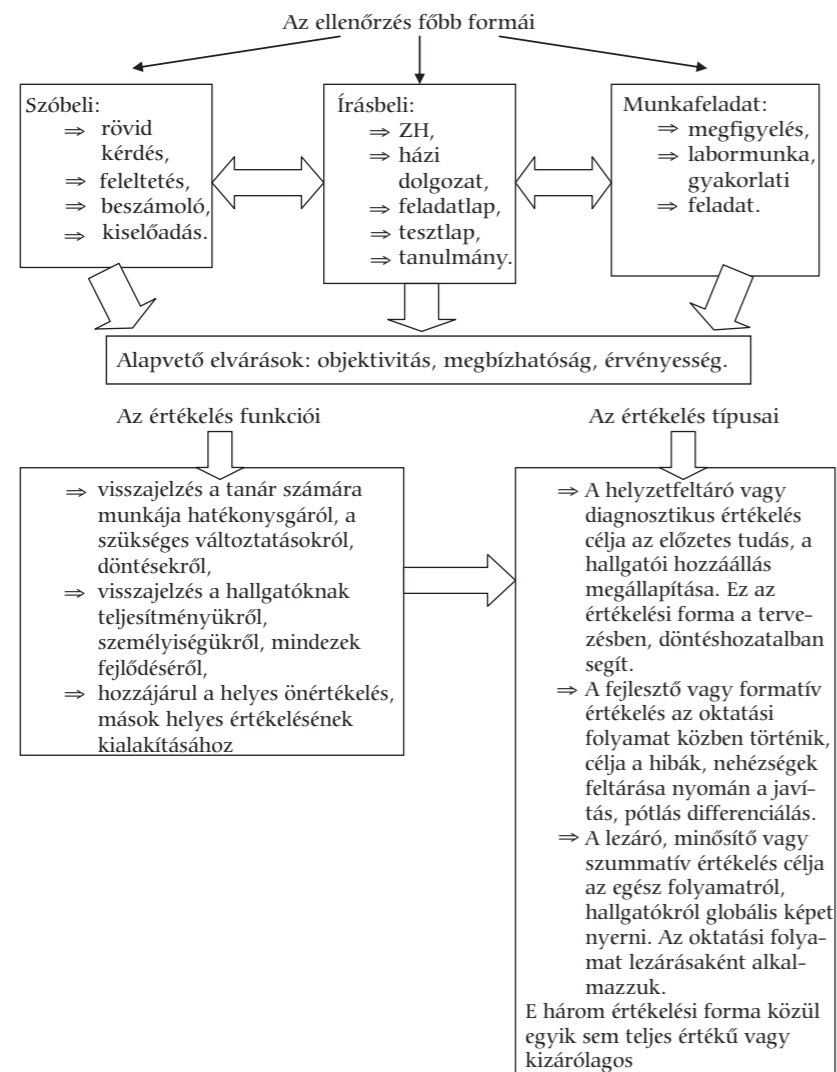 Az ellenőrzés főbb formái
Szóbeli:
⇒ rövid
kérdés,
⇒ feleltetés,
⇒ beszámoló,
⇒ kiselőadás.
Írásbeli:
⇒ ZH,
⇒ házi
dolgozat,
⇒ feladatlap,
⇒ tesztlap,
⇒ tanulmány.
Munkafeladat:
⇒ megfigyelés,
⇒ labormunka,
gyakorlati
⇒ feladat.
Alapvető elvárások: objektivitás, megbízhatóság, érvényesség.
Az értékelés funkciói
⇒ visszajelzés a tanár számára
munkája hatékonysgáról, a
szükséges változtatásokról,
döntésekről,
⇒ visszajelzés a hallgatóknak
teljesítményükről,
személyiségükről, mindezek
fejlődéséről,
⇒ hozzájárul a helyes önértékelés,
mások helyes értékelésének
kialakításához
Az értékelés típusai
⇒ A helyzetfeltáró vagy
diagnosztikus értékelés
célja az előzetes tudás, a
hallgatói hozzáállás
megállapítása. Ez az
értékelési forma a terve-
zésben, döntéshozatalban
segít.
⇒ A fejlesztő vagy formatív
értékelés az oktatási
folyamat közben történik,
célja a hibák, nehézségek
feltárása nyomán a javí-
tás, pótlás differenciálás.
⇒ A lezáró, minősítő vagy
szummatív értékelés célja
az egész folyamatról,
hallgatókról globális képet
nyerni. Az oktatási folya-
mat lezárásaként alkal-
mazzuk.
E három értékelési forma közül
egyik sem teljes értékű vagy
kizárólagos